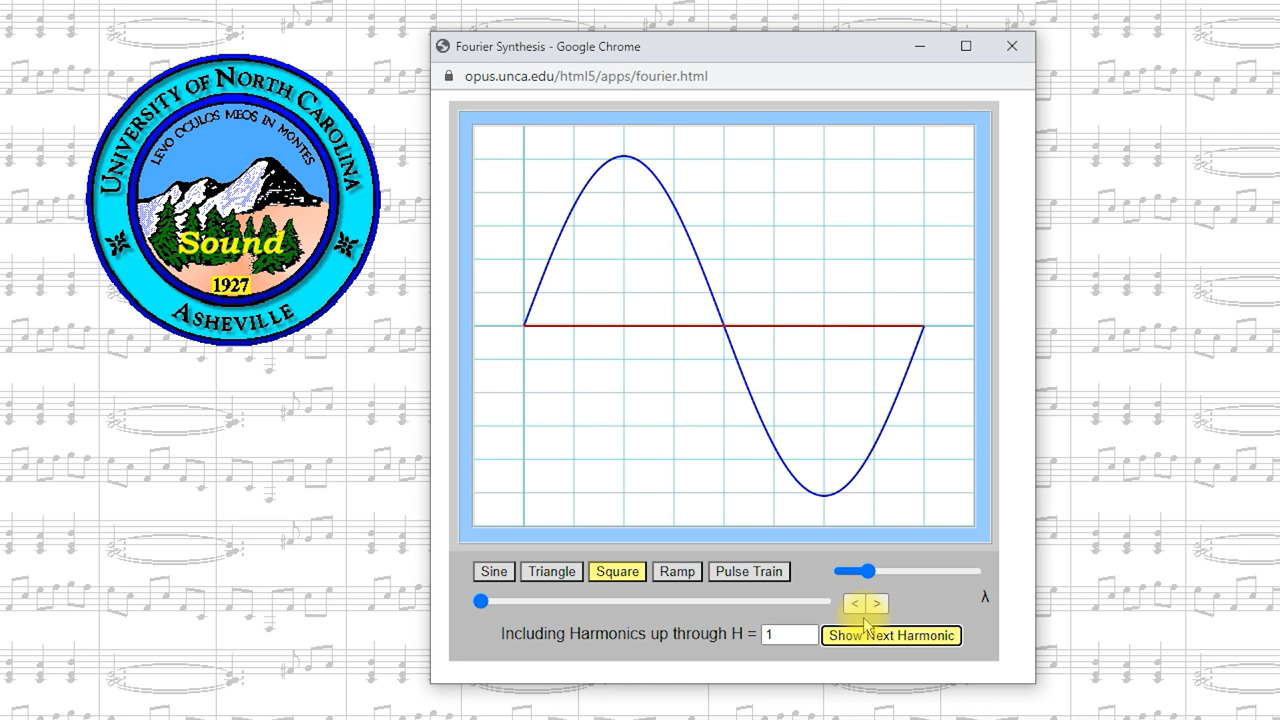 UNIVERSITY OF NORTH CAROLINA
LEVO OCULOS MEOS IN MONTES
Sound
1927
ASHEVILLE
Fourier Synthesis - Google Chrome
opus.unca.edu/html5/apps/fourier.html
Sine Triangle Square Ramp Pulse Train
< > λ
Including Harmonics up through H = 1 Show Next Harmonic